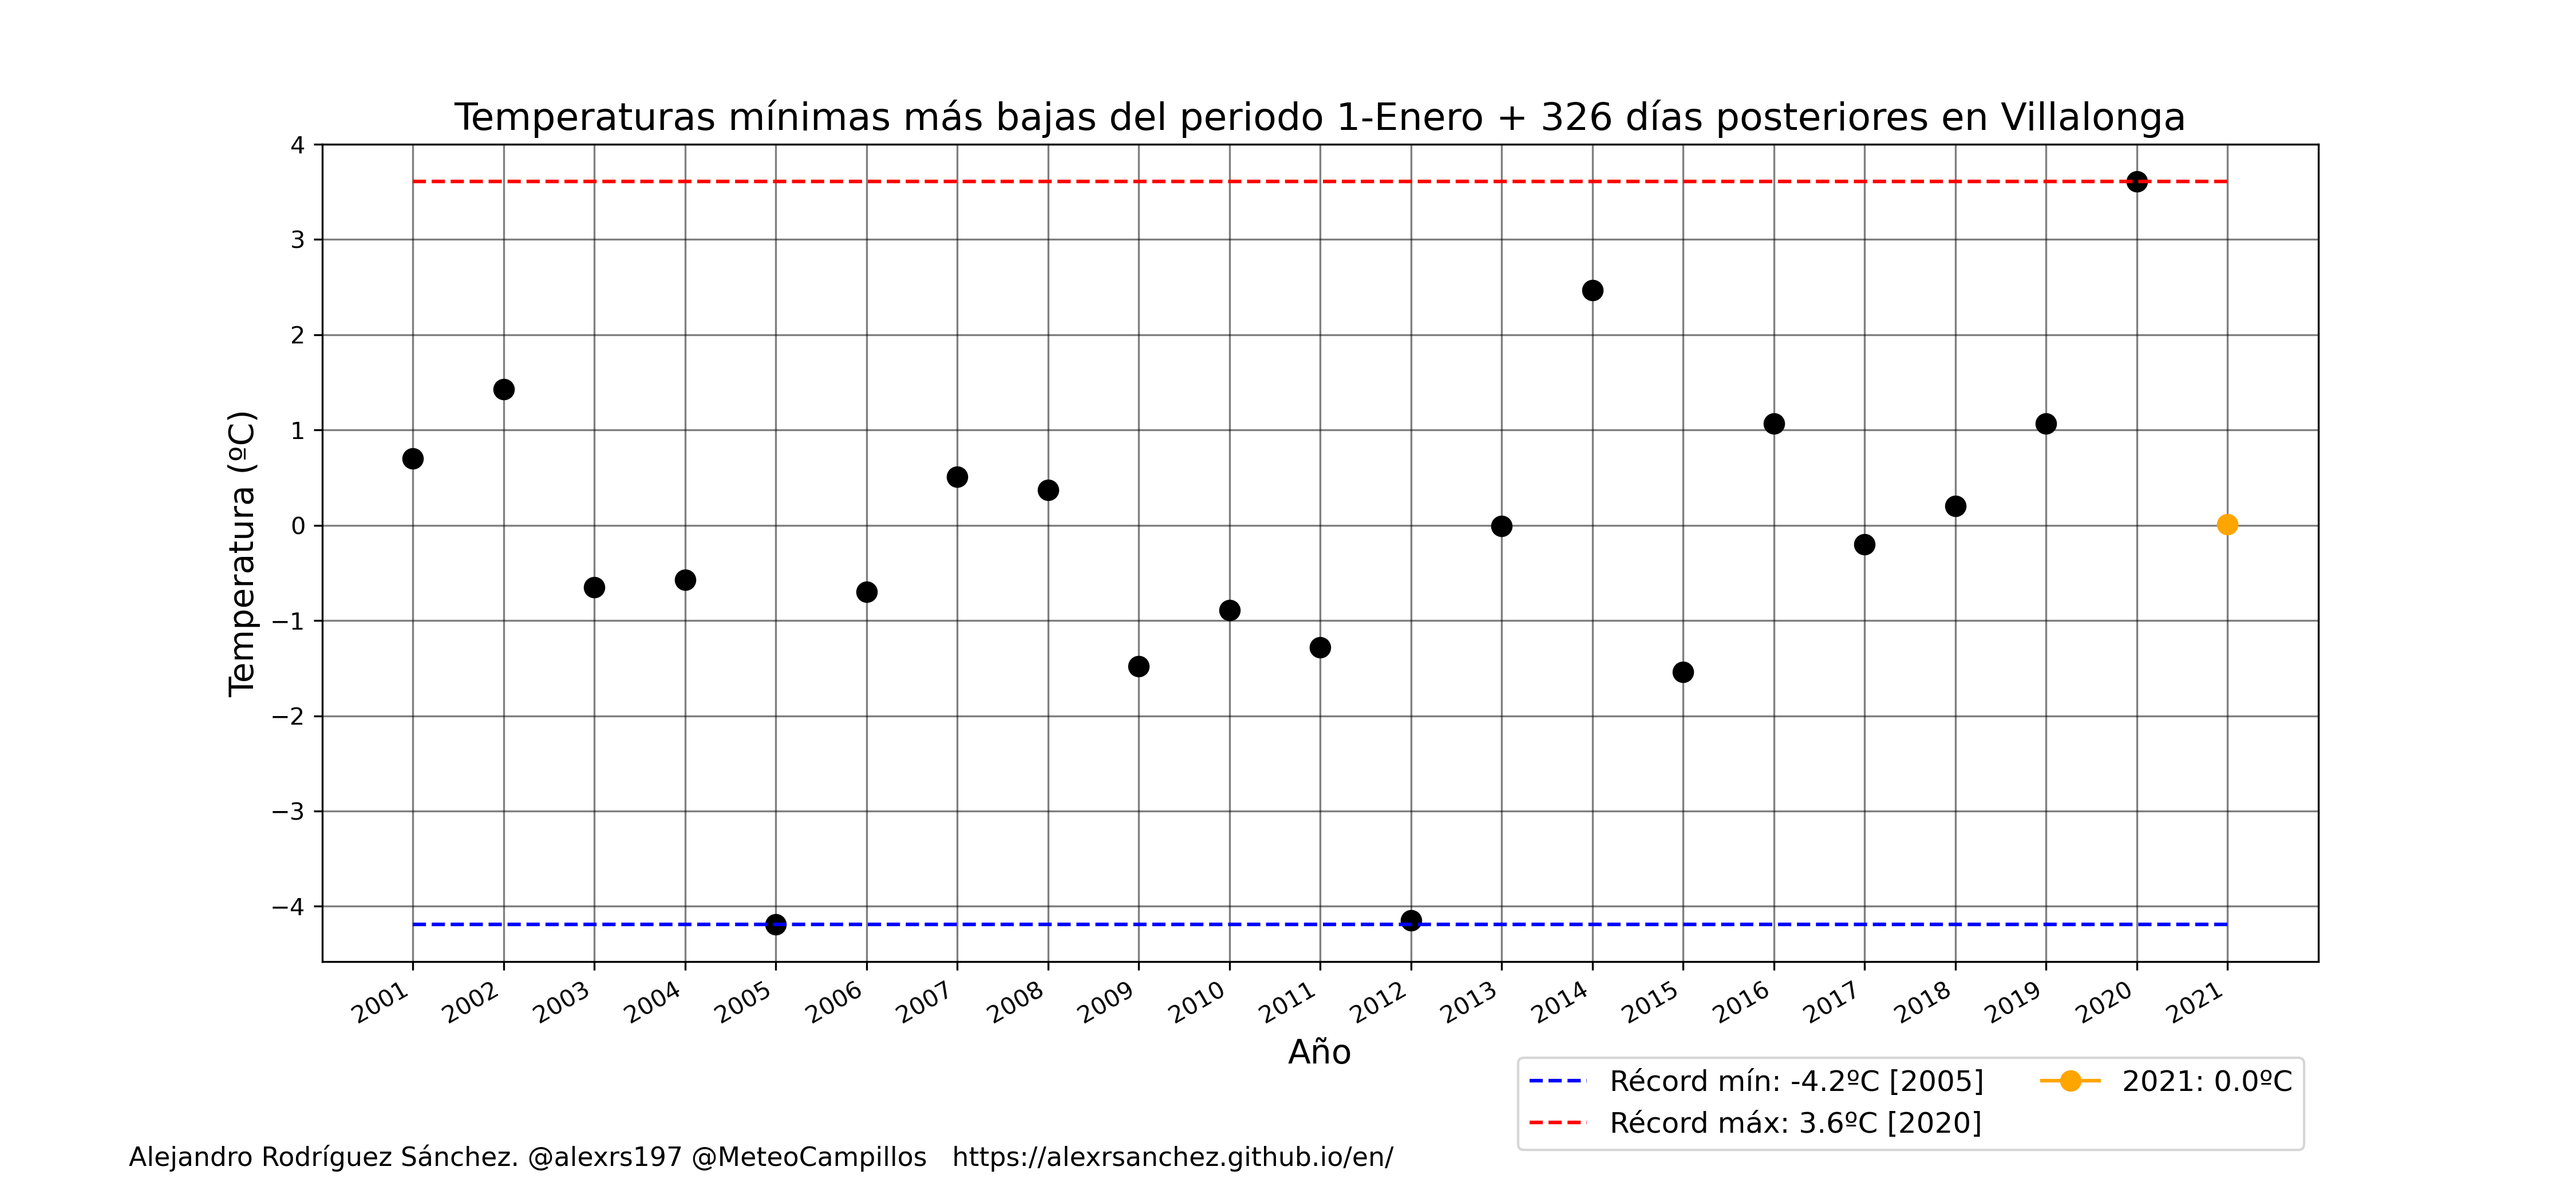 Temperaturas mínimas más bajas del periodo 1-Enero + 326 días posteriores en Villalonga
4
3
2
1
0
−1
−2
−3
−4
Temperatura (ºC)
2001 2002 2003 2004 2005 2006 2007 2008 2009 2010 2011 2012 2013 2014 2015 2016 2017 2018 2019 2020 2021
Año
Récord mín: -4.2ºC [2005]
Récord máx: 3.6ºC [2020]
2021: 0.0ºC
Alejandro Rodríguez Sánchez. @alexrs197 @MeteoCampillos https://alexrsanchez.github.io/en/